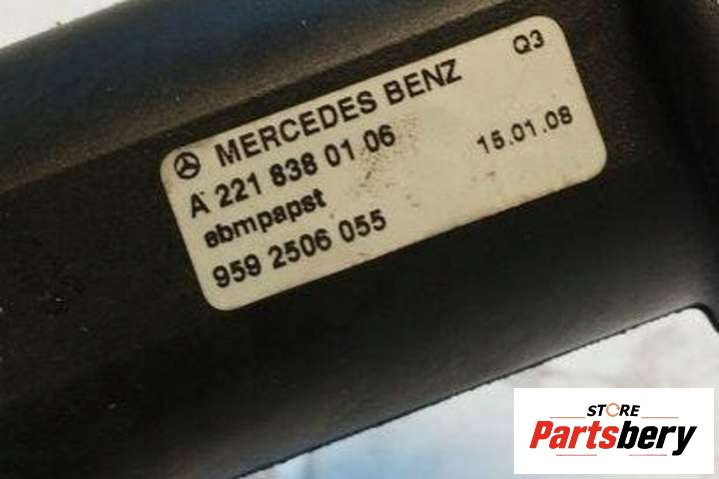 MERCEDES BENZ Q3
A 221 838 01 06 15.01.08
ebmpapst
959 2506 055
STORE
Partsbery